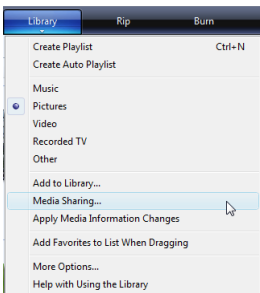 Library Rip Burn
Create Playlist Ctrl+N
Create Auto Playlist
Music
Pictures
Video
Recorded TV
Other
Add to Library...
Media Sharing...
Apply Media Information Changes
Add Favorites to List When Dragging
More Options...
Help with Using the Library